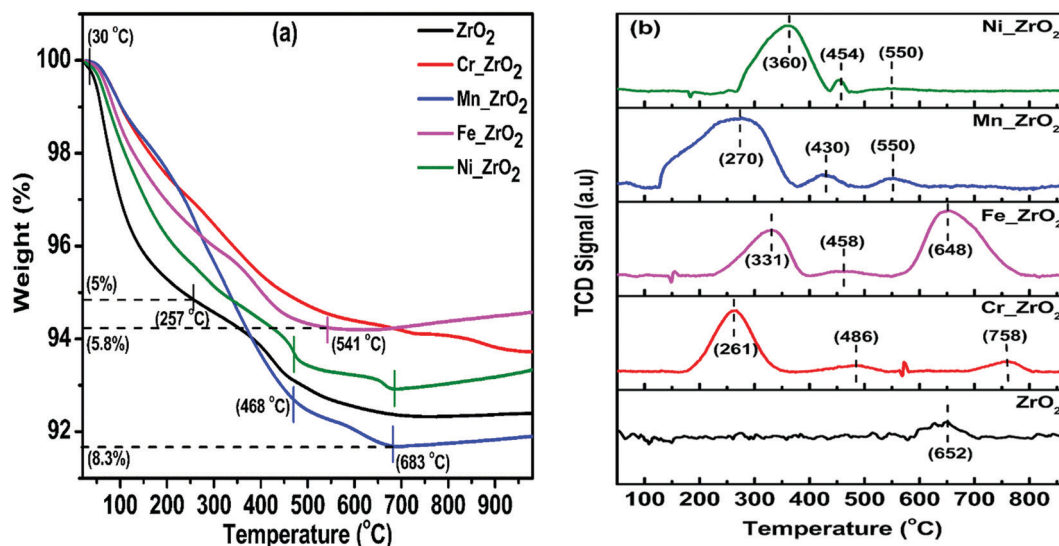 (a)
(30 °C)
ZrO₂
Cr_ZrO₂
Mn_ZrO₂
Fe_ZrO₂
Ni_ZrO₂
Weight (%)
100
98
96
94
92
(5%)
(257 °C)
(5.8%)
(541 °C)
(468 °C)
(8.3%)
(683 °C)
100 200 300 400 500 600 700 800 900
Temperature (°C)
(b)
Ni_ZrO₂
(360)
(454)
(550)
Mn_ZrO₂
(270)
(430)
(550)
Fe_ZrO₂
(331)
(458)
(648)
Cr_ZrO₂
(261)
(486)
(758)
ZrO₂
(652)
TCD Signal (a.u)
100 200 300 400 500 600 700 800
Temperature (°C)